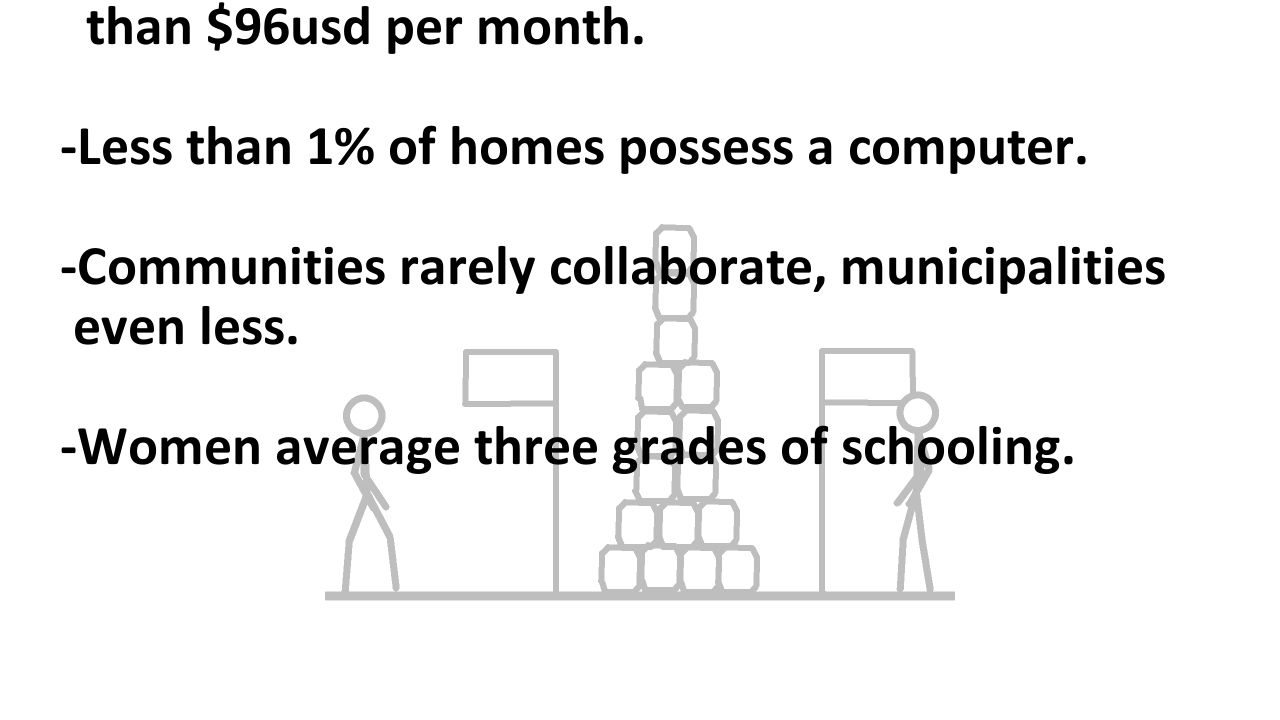 than $96usd per month.
-Less than 1% of homes possess a computer.
-Communities rarely collaborate, municipalities
even less.
-Women average three grades of schooling.